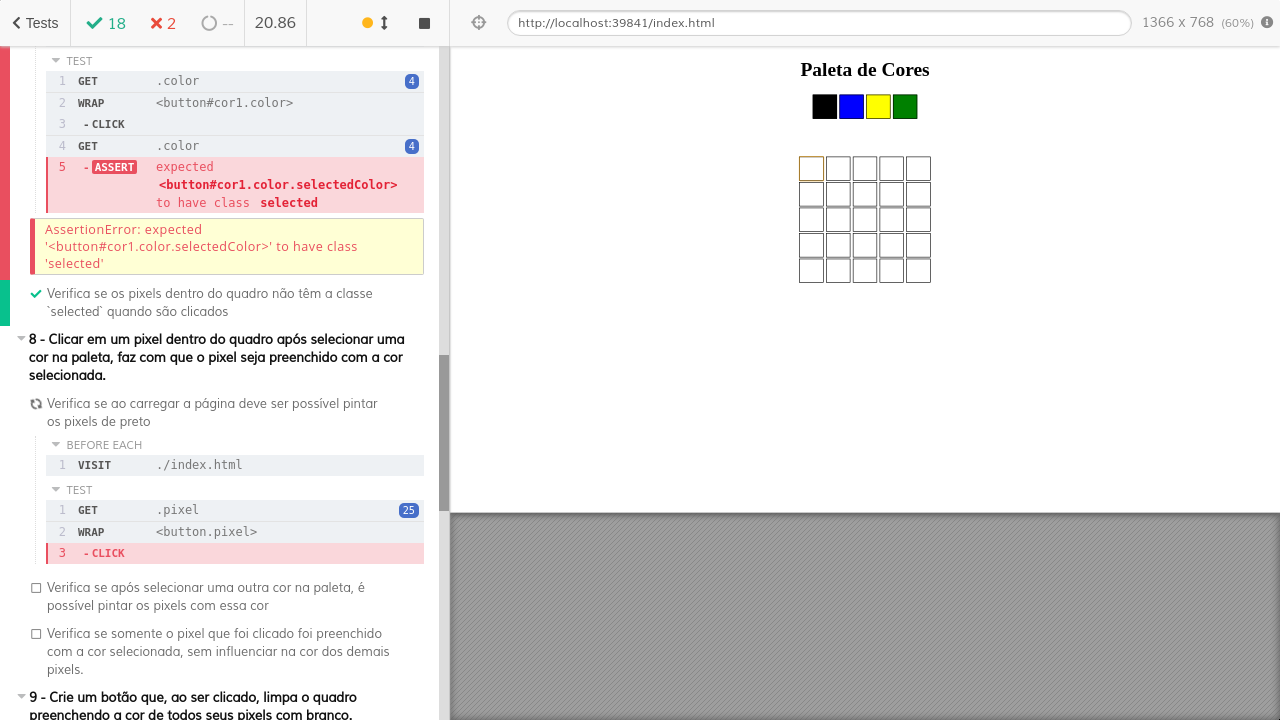 Tests
18
2
--
20.86
http://localhost:39841/index.html
1366 x 768 (60%)
TEST
1 GET .color 4
2 WRAP <button#cor1.color>
3 -CLICK
4 GET .color 4
5 -ASSERT expected
<button#cor1.color.selectedColor>
to have class selected
AssertionError: expected
'<button#cor1.color.selectedColor>' to have class
'selected'
Verifica se os pixels dentro do quadro não têm a classe
`selected` quando são clicados
8 - Clicar em um pixel dentro do quadro após selecionar uma
cor na paleta, faz com que o pixel seja preenchido com a cor
selecionada.
Verifica se ao carregar a página deve ser possível pintar
os pixels de preto
BEFORE EACH
1 VISIT ./index.html
TEST
1 GET .pixel 25
2 WRAP <button.pixel>
3 -CLICK
Verifica se após selecionar uma outra cor na paleta, é
possível pintar os pixels com essa cor
Verifica se somente o pixel que foi clicado foi preenchido
com a cor selecionada, sem influenciar na cor dos demais
pixels.
9 - Crie um botão que, ao ser clicado, limpa o quadro
preenchendo a cor de todos seus pixels com branco.
Paleta de Cores